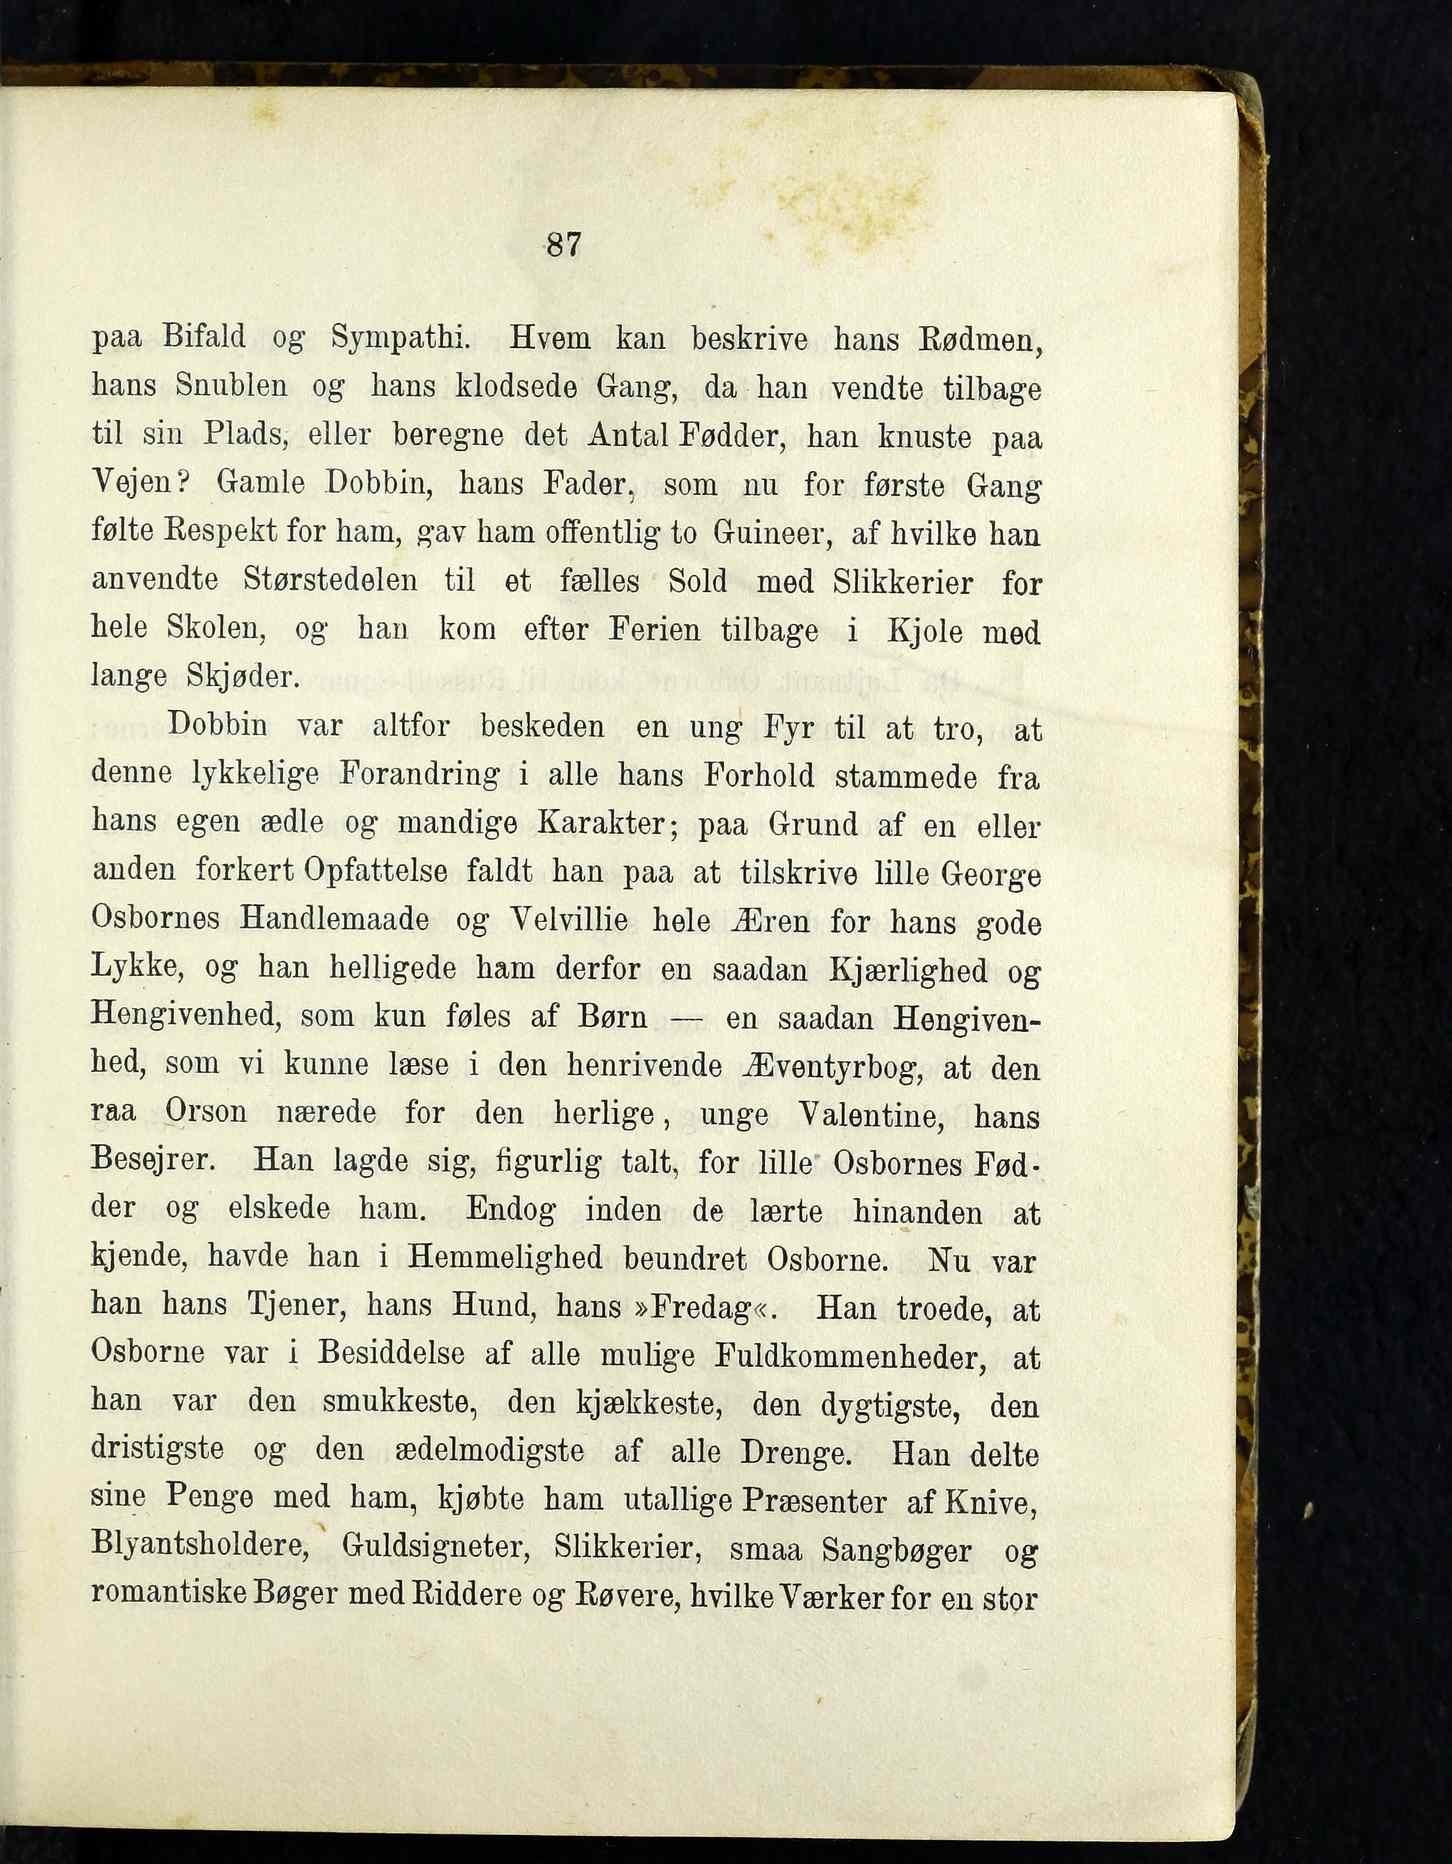 87
paa Bifald og Sympathi. Hvem kan beskrive hans Rødmen,
hans Snublen og hans klodsede Gang, da han vendte tilbage
til sin Plads, eller beregne det Antal Fødder, han knuste paa
Vejen? Gamle Dobbin, hans Fader, som nu for første Gang
følte Respekt for ham, gav ham offentlig to Guineer, af hvilke han
anvendte Størstedelen til et fælles Sold med Slikkerier for
hele Skolen, og han kom efter Ferien tilbage i Kjole med
lange Skjøder.
Dobbin var altfor beskeden en ung Fyr til at tro, at
denne lykkelige Forandring i alle hans Forhold stammede fra
hans egen ædle og mandige Karakter; paa Grund af en eller
anden forkert Opfattelse faldt han paa at tilskrive lille George
Osbornes Handlemaade og Velvillie hele Æren for hans gode
Lykke, og han helligede ham derfor en saadan Kjærlighed og
Hengivenhed, som kun føles af Børn — en saadan Hengiven-
hed, som vi kunne læse i den henrivende Æventyrbog, at den
raa Orson nærede for den herlige, unge Valentine, hans
Besejrer. Han lagde sig, figurlig talt, for lille Osbornes Fød-
der og elskede ham. Endog inden de lærte hinanden at
kjende, havde han i Hemmelighed beundret Osborne. Nu var
han hans Tjener, hans Hund, hans »Fredag«. Han troede, at
Osborne var i Besiddelse af alle mulige Fuldkommenheder, at
han var den smukkeste, den kjækkeste, den dygtigste, den
dristigste og den ædelmodigste af alle Drenge. Han delte
sine Penge med ham, kjøbte ham utallige Præsenter af Knive,
Blyantsholdere, Guldsigneter, Slikkerier, smaa Sangbøger og
romantiske Bøger med Riddere og Røvere, hvilke Værker for en stor